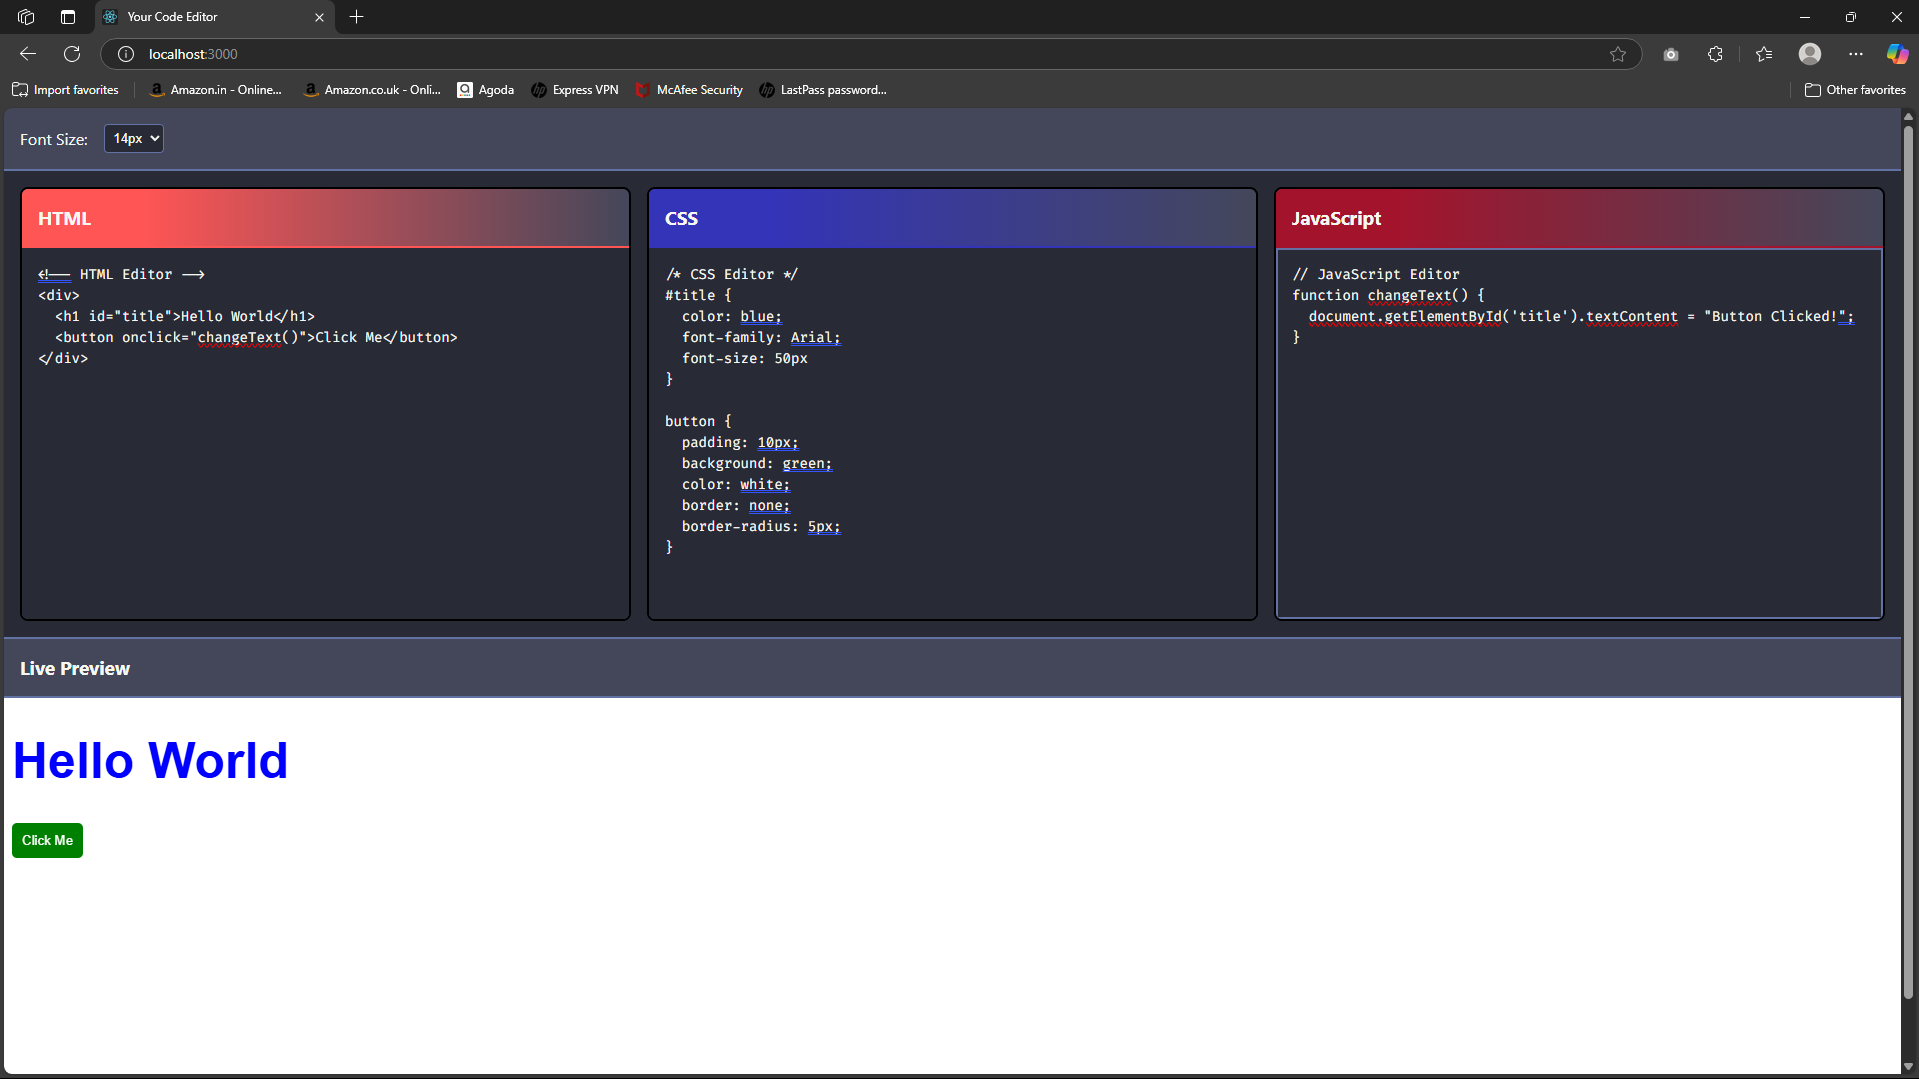 Your Code Editor
localhost:3000
Import favorites
Amazon.in - Online...
Amazon.co.uk - Onli...
Agoda
Express VPN
McAfee Security
LastPass password...
Other favorites
Font Size: 14px
HTML
<!-- HTML Editor -->
<div>
  <h1 id="title">Hello World</h1>
  <button onclick="changeText()">Click Me</button>
</div>
CSS
/* CSS Editor */
#title {
  color: blue;
  font-family: Arial;
  font-size: 50px
}
button {
  padding: 10px;
  background: green;
  color: white;
  border: none;
  border-radius: 5px;
}
JavaScript
// JavaScript Editor
function changeText() {
  document.getElementById('title').textContent = "Button Clicked!";
}
Live Preview
Hello World
Click Me